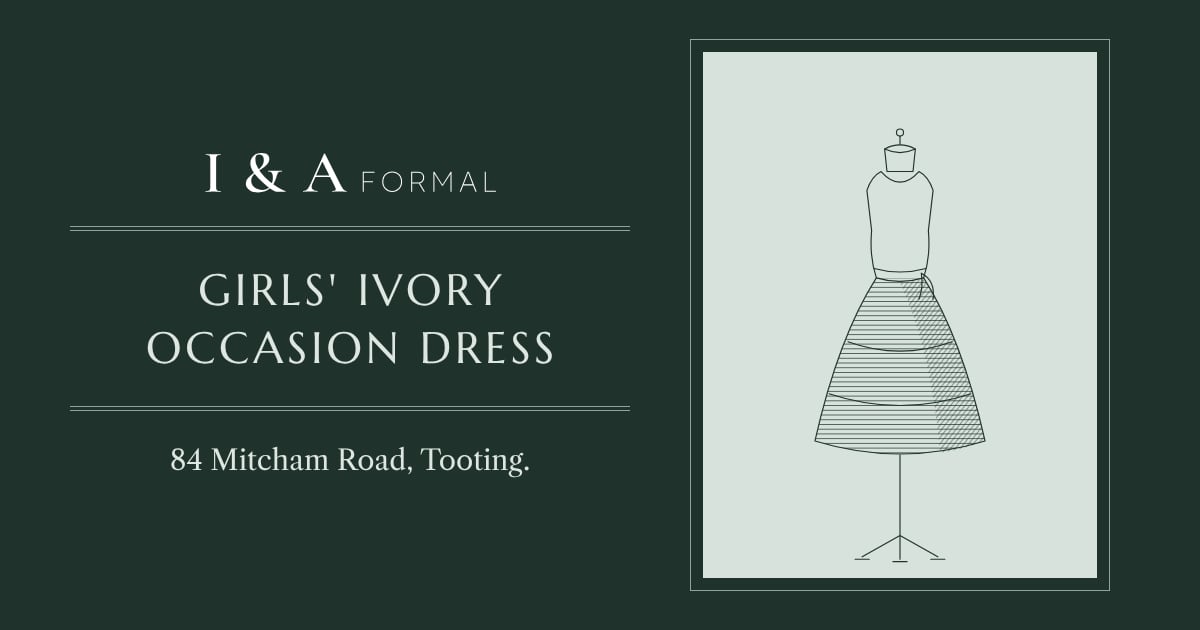 I & A FORMAL
GIRLS' IVORY
OCCASION DRESS
84 Mitcham Road, Tooting.